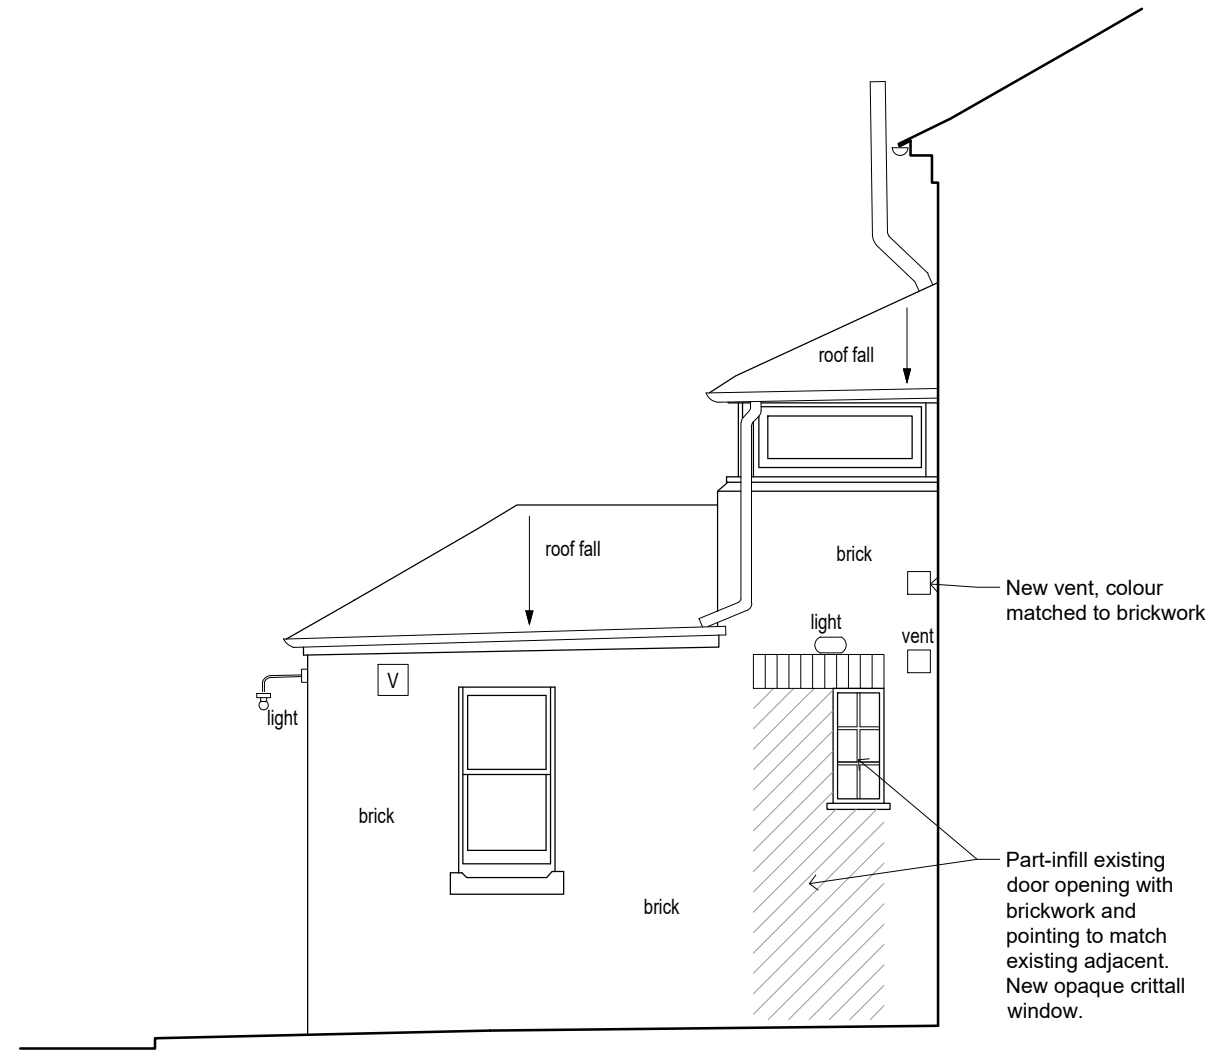 roof fall
roof fall
brick
New vent, colour
matched to brickwork
light
vent
V
light
brick
brick
Part-infill existing
door opening with
brickwork and
pointing to match
existing adjacent.
New opaque crittall
window.